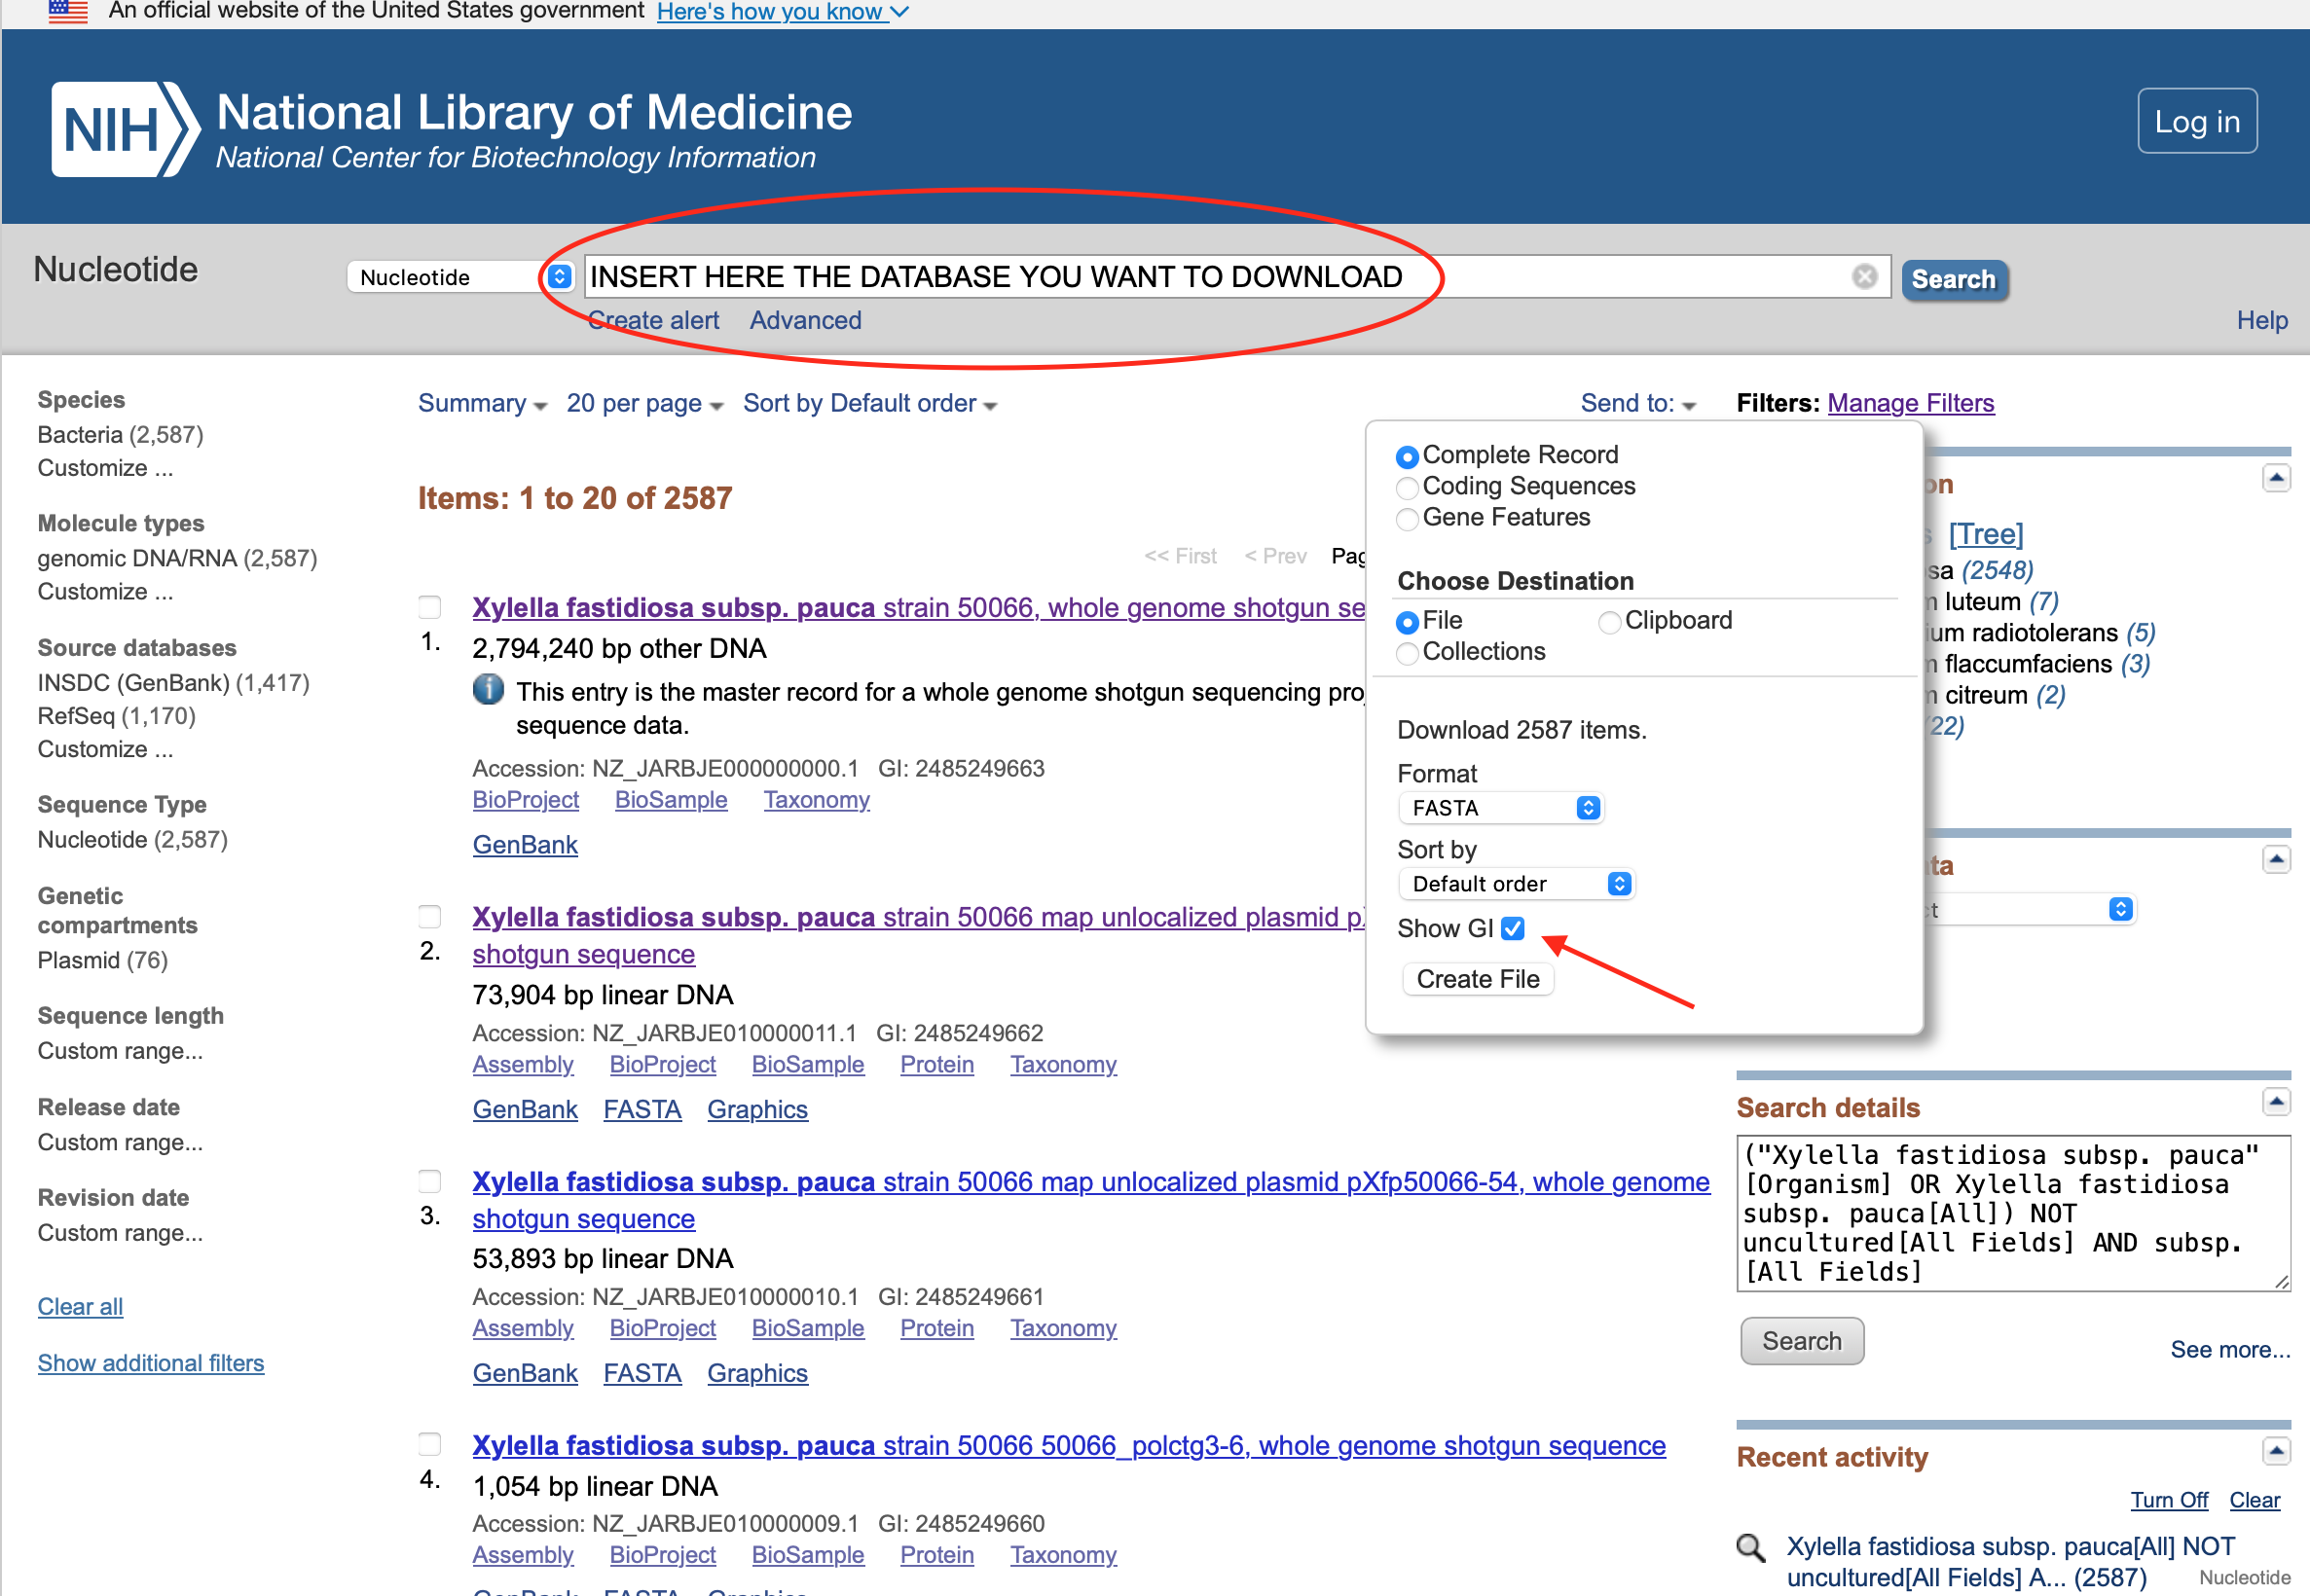 An official website of the United States government Here's how you know
NIH National Library of Medicine
National Center for Biotechnology Information
Log in
Nucleotide
Nucleotide
INSERT HERE THE DATABASE YOU WANT TO DOWNLOAD
Search
Create alert Advanced
Help
Species
Bacteria (2,587)
Customize ...
Molecule types
genomic DNA/RNA (2,587)
Customize ...
Source databases
INSDC (GenBank) (1,417)
RefSeq (1,170)
Customize ...
Sequence Type
Nucleotide (2,587)
Genetic
compartments
Plasmid (76)
Sequence length
Custom range...
Release date
Custom range...
Revision date
Custom range...
Clear all
Show additional filters
Summary 20 per page Sort by Default order
Send to:
Items: 1 to 20 of 2587
<< First < Prev Pag
1. Xylella fastidiosa subsp. pauca strain 50066, whole genome shotgun se
2,794,240 bp other DNA
This entry is the master record for a whole genome shotgun sequencing pro
sequence data.
Accession: NZ_JARBJE000000000.1 GI: 2485249663
BioProject BioSample Taxonomy
GenBank
2. Xylella fastidiosa subsp. pauca strain 50066 map unlocalized plasmid pX
shotgun sequence
73,904 bp linear DNA
Accession: NZ_JARBJE010000011.1 GI: 2485249662
Assembly BioProject BioSample Protein Taxonomy
GenBank FASTA Graphics
3. Xylella fastidiosa subsp. pauca strain 50066 map unlocalized plasmid pXfp50066-54, whole genome
shotgun sequence
53,893 bp linear DNA
Accession: NZ_JARBJE010000010.1 GI: 2485249661
Assembly BioProject BioSample Protein Taxonomy
GenBank FASTA Graphics
4. Xylella fastidiosa subsp. pauca strain 50066 50066_polctg3-6, whole genome shotgun sequence
1,054 bp linear DNA
Accession: NZ_JARBJE010000009.1 GI: 2485249660
Assembly BioProject BioSample Protein Taxonomy
GenBank FASTA Graphics
Complete Record
Coding Sequences
Gene Features
Choose Destination
File Clipboard
Collections
Download 2587 items.
Format
FASTA
Sort by
Default order
Show GI
Create File
Filters: Manage Filters
on
s [Tree]
sa (2548)
luteum (7)
ium radiotolerans (5)
flaccumfaciens (3)
citreum (2)
22)
ta
ct
Search details
("Xylella fastidiosa subsp. pauca"
[Organism] OR Xylella fastidiosa
subsp. pauca[All]) NOT
uncultured[All Fields] AND subsp.
[All Fields]
Search
See more...
Recent activity
Turn Off Clear
Xylella fastidiosa subsp. pauca[All] NOT
uncultured[All Fields] A... (2587) Nucleotide